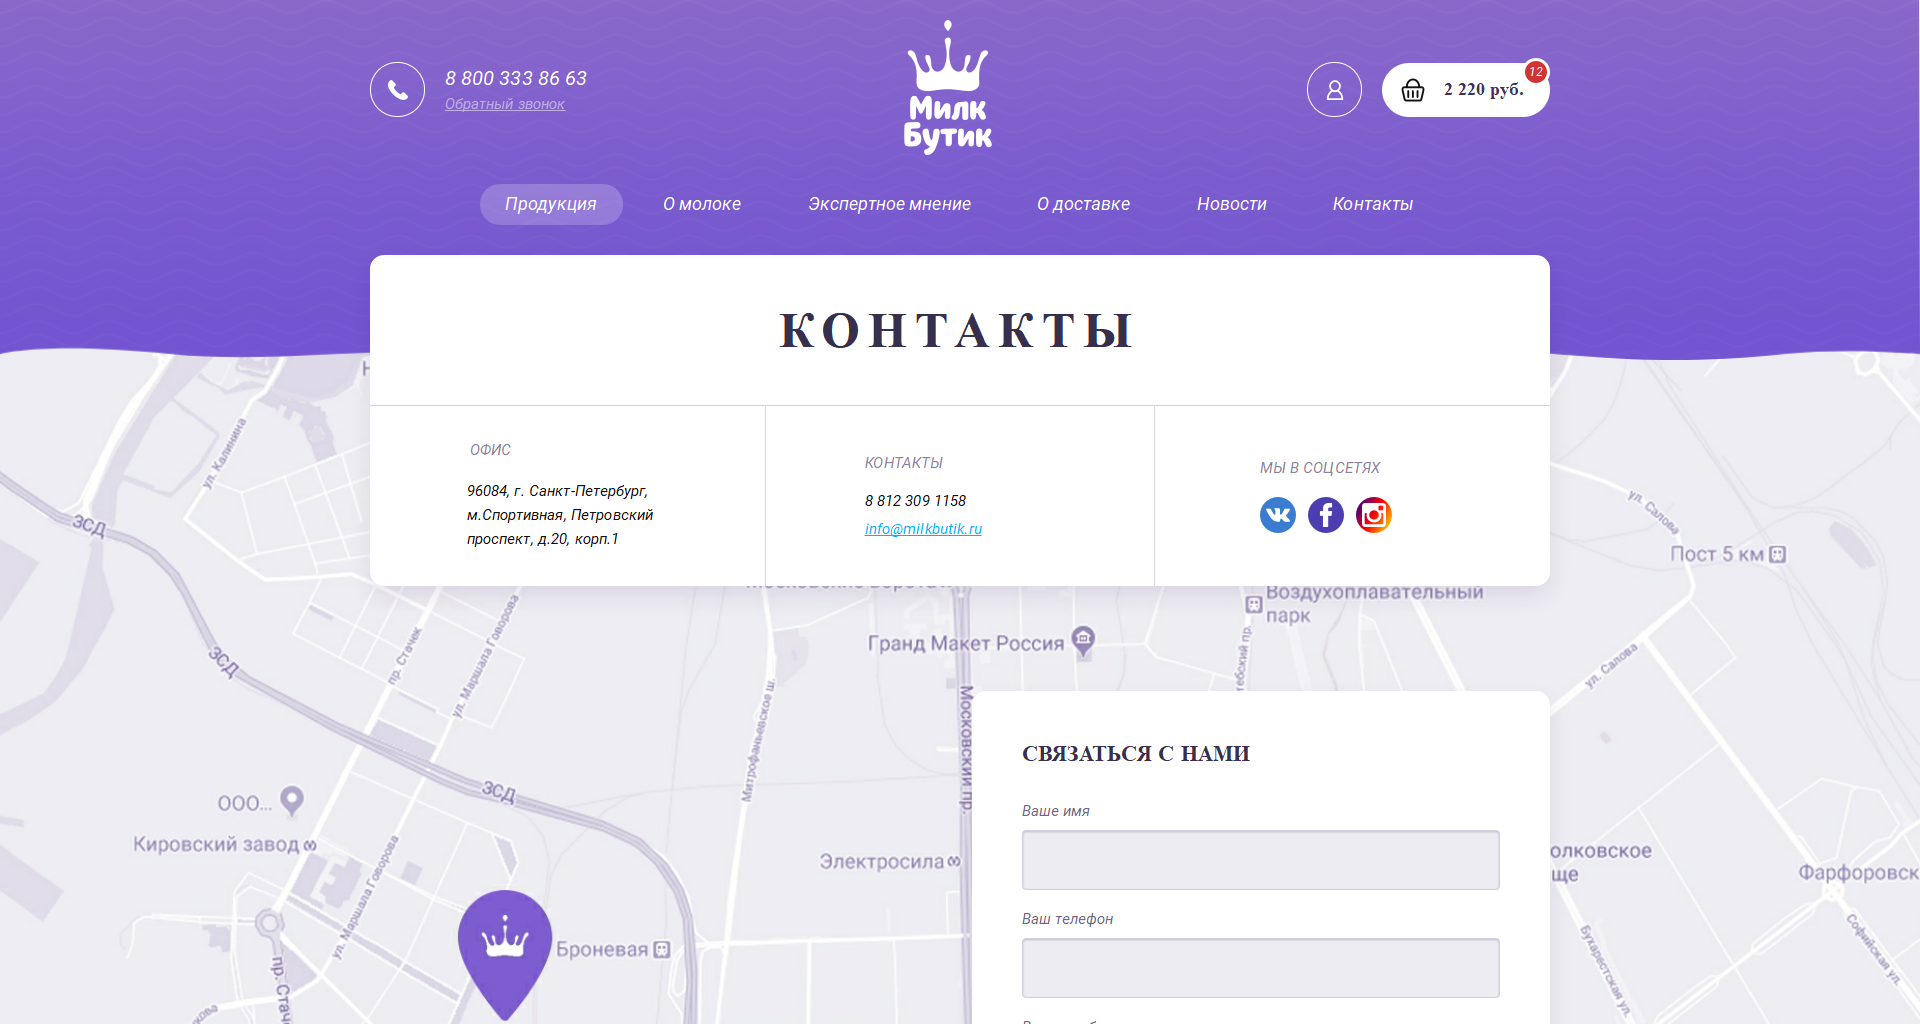 8 800 333 86 63
Обратный звонок
Милк
Бутик
12
2 220 руб.
Продукция
О молоке
Экспертное мнение
О доставке
Новости
Контакты
КОНТАКТЫ
ОФИС
96084, г. Санкт-Петербург,
м.Спортивная, Петровский
проспект, д.20, корп.1
КОНТАКТЫ
8 812 309 1158
info@milkbutik.ru
МЫ В СОЦСЕТЯХ
ул. Калинина
ЗСД
ул. Салова
Пост 5 км
Воздухоплавательный
парк
Гранд Макет Россия
ЗСД
пр. Стачек
ул. Маршала Говорова
ул. Салова
Митрофаньевское ш.
Московский пр.
ЗСД
ООО...
Кировский завод
ул. Маршала Говорова
Электросила
Броневая
пр. Стаче
СВЯЗАТЬСЯ С НАМИ
Ваше имя
Ваш телефон
олковское
ще
Фарфоровск
Бухарестская ул.
Софийская ул.